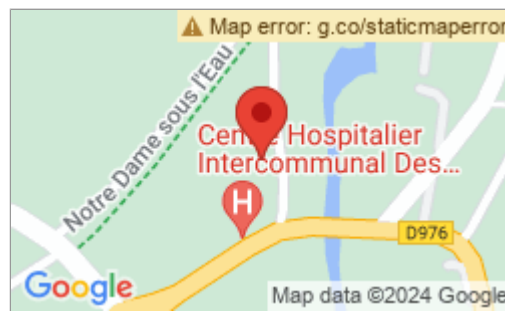 Map error: g.co/staticmaperror
Notre Dame sous l'Eau
Centre Hospitalier
Intercommunal Des...
H
D976
Google
Map data ©2024 Google